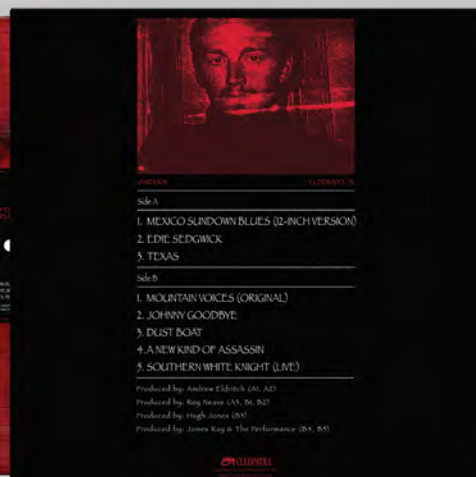 Side A
1. MEXICO SUNDOWN BLUES (12-INCH VERSION)
2. EDIE SEDGWICK
3. TEXAS
Side B
1. MOUNTAIN VOICES (ORIGINAL)
2. JOHNNY GOODBYE
3. DUST BOAT
4. A NEW KIND OF ASSASSIN
5. SOUTHERN WHITE KNIGHT (LIVE)
Produced by: Andrew Eldritch (A1, A2)
Produced by: Roy Neave (A3, B1, B2)
Produced by: Hugh Jones (B3)
Produced by: James Ray & The Performance (B4, B5)
CLEOPATRA